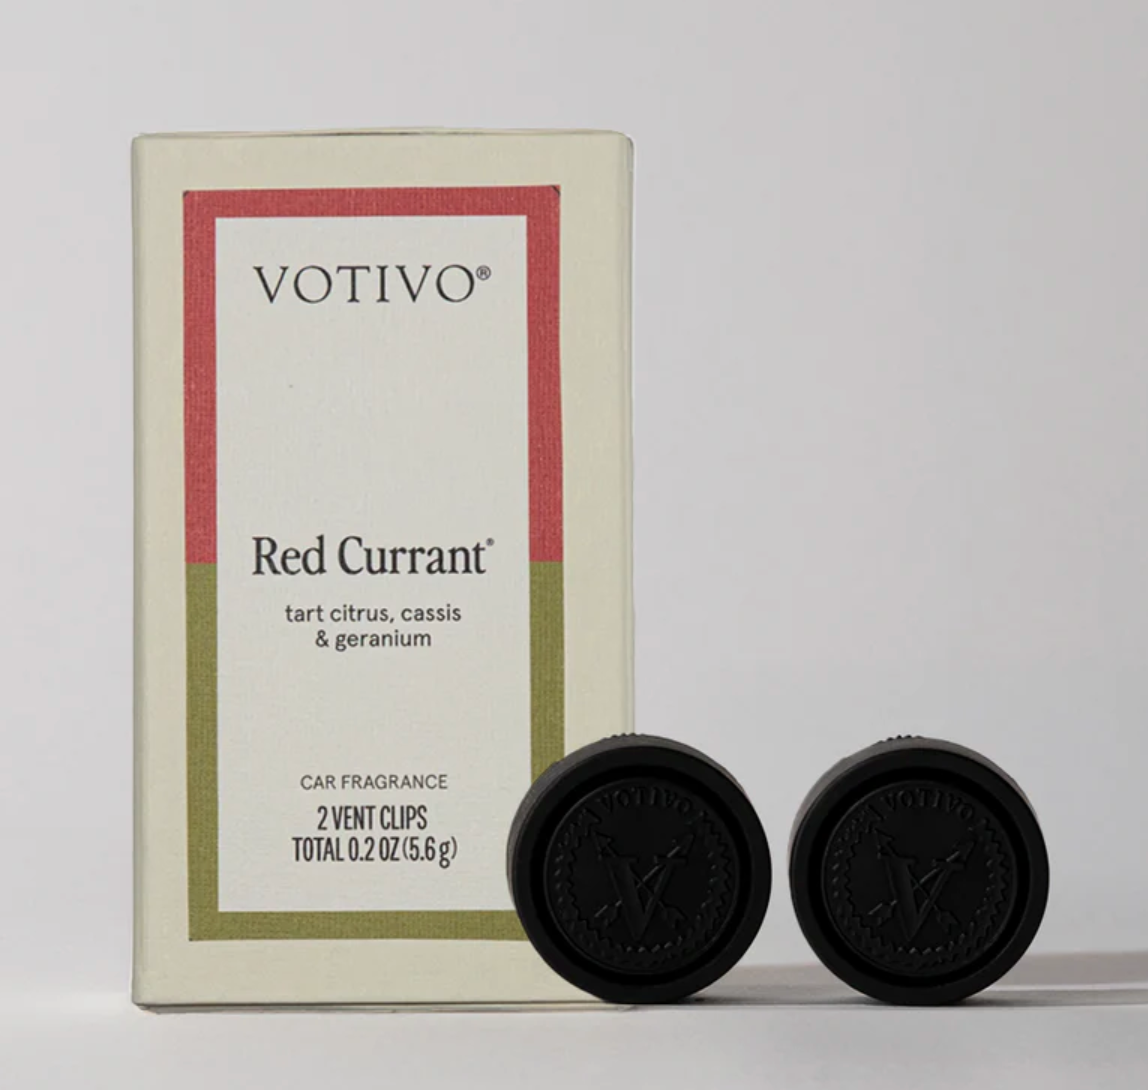 VOTIVO®
Red Currant®
tart citrus, cassis
& geranium
CAR FRAGRANCE
2 VENT CLIPS
TOTAL 0.2 OZ (5.6 g)
VOTIVO
V
VOTIVO
V